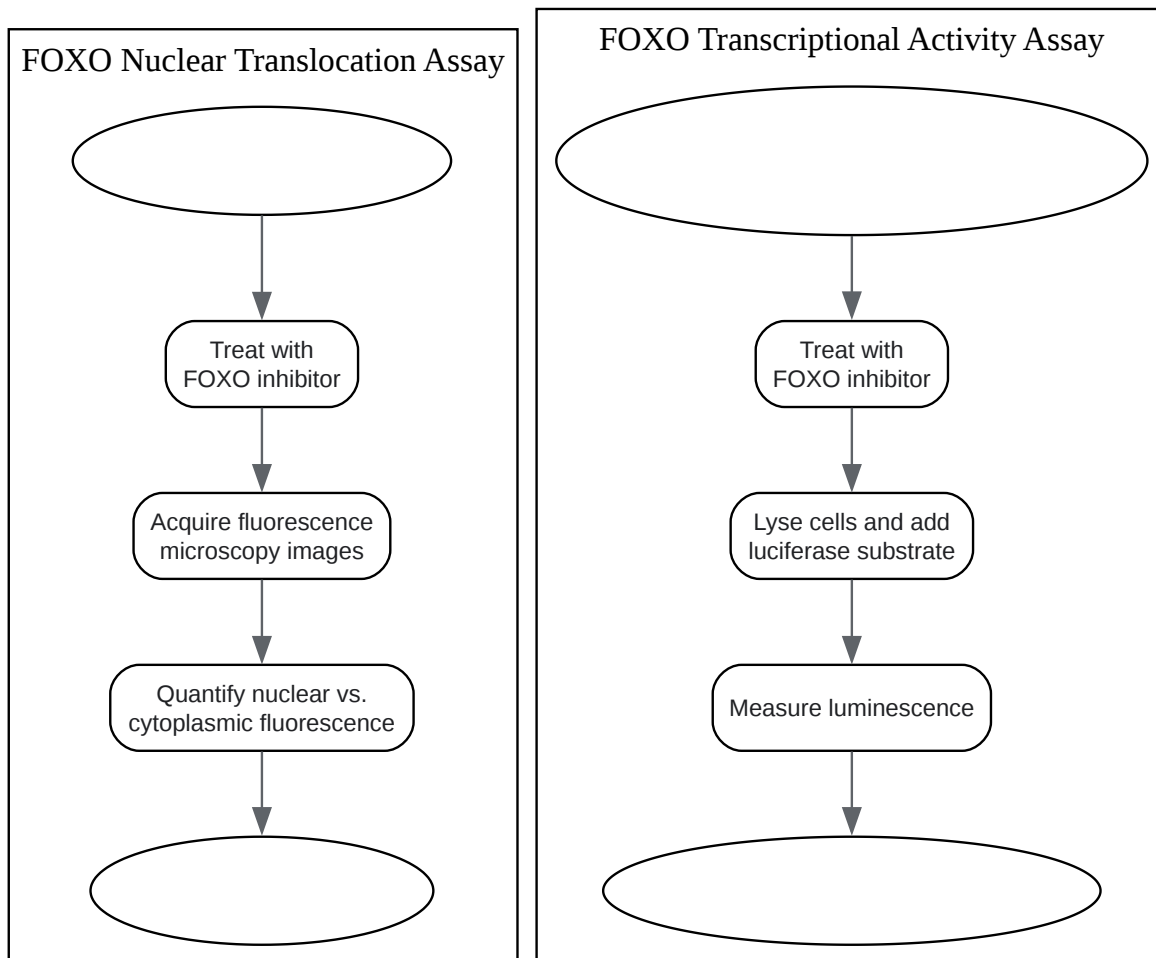 FOXO Nuclear Translocation Assay
Treat with
FOXO inhibitor
Acquire fluorescence
microscopy images
Quantify nuclear vs.
cytoplasmic fluorescence
FOXO Transcriptional Activity Assay
Treat with
FOXO inhibitor
Lyse cells and add
luciferase substrate
Measure luminescence